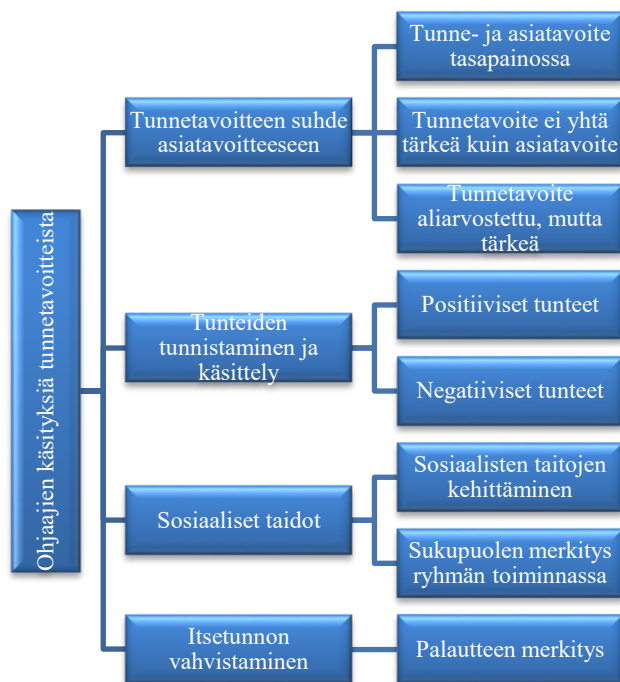 Ohjaajien käsityksiä tunnetavoitteista
Tunnetavoitteen suhde
asiatavoitteeseen
Tunne- ja asiatavoite
tasapainossa
Tunnetavoite ei yhtä
tärkeä kuin asiatavoite
Tunnetavoite
aliarvostettu, mutta
tärkeä
Tunteiden
tunnistaminen ja
käsittely
Positiiviset tunteet
Negatiiviset tunteet
Sosiaaliset taidot
Sosiaalisten taitojen
kehittäminen
Sukupuolen merkitys
ryhmän toiminnassa
Itsetunnon
vahvistaminen
Palautteen merkitys